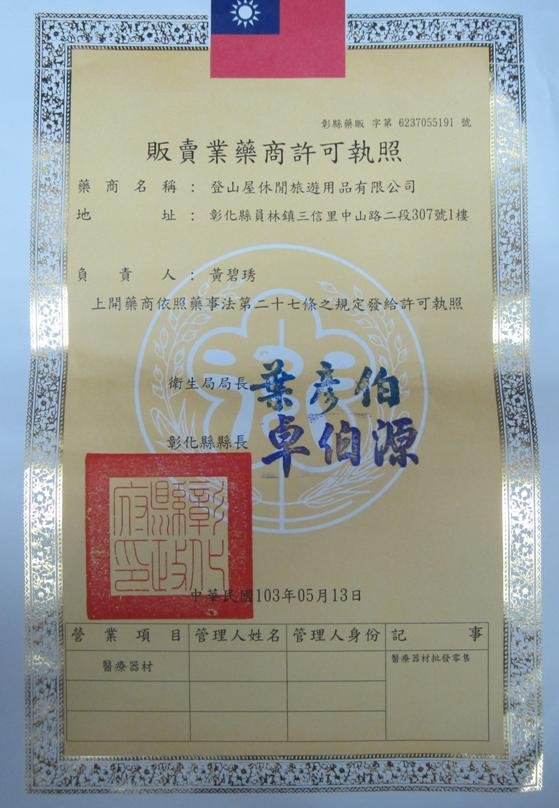 彰縣藥販 字第 6237055191 號
販賣業藥商許可執照
藥商名稱：登山屋休閒旅遊用品有限公司
地址：彰化縣員林鎮三信里中山路二段307號1樓
負責人：黃碧琇
上開藥商依照藥事法第二十七條之規定發給許可執照
衛生局局長 葉彥伯
彰化縣縣長 卓伯源
彰化縣政府印
中華民國103年05月13日
營業項目 管理人姓名 管理人身份 記事
醫療器材 醫療器材批發零售